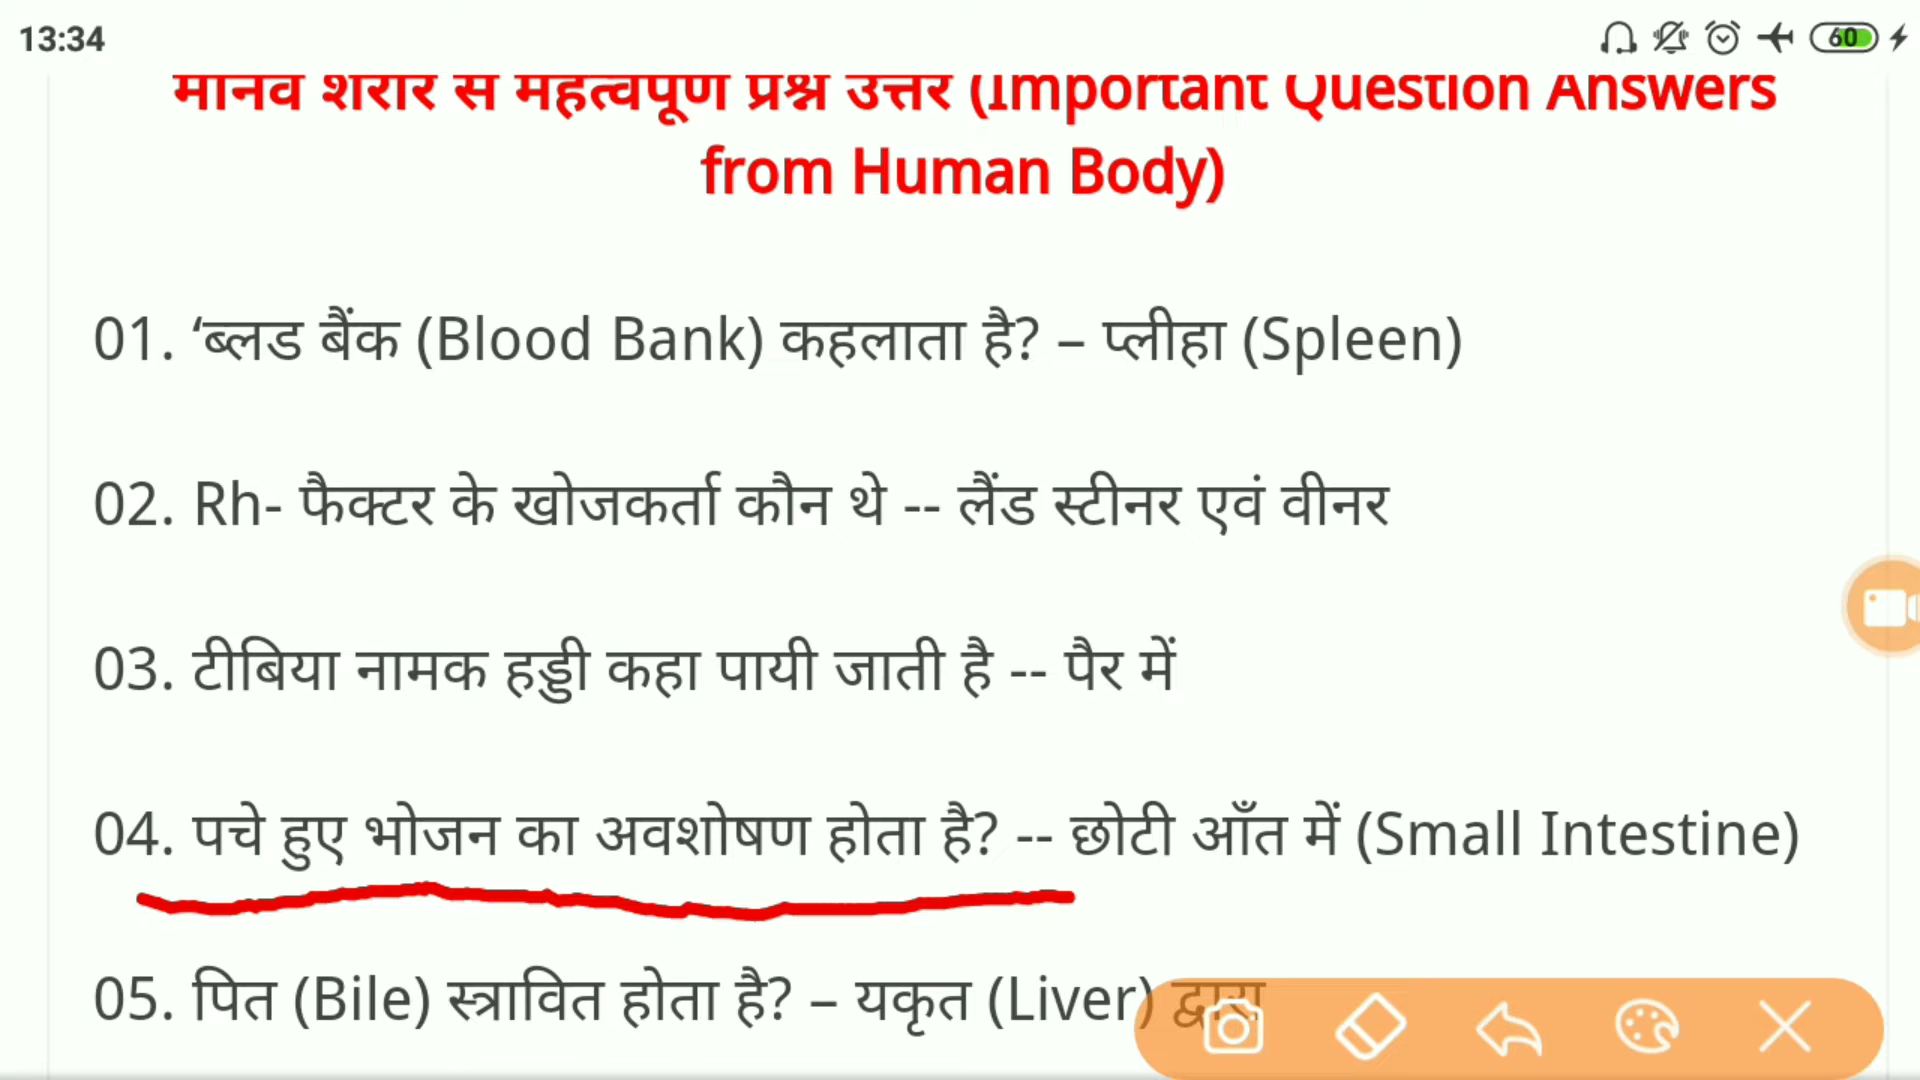 13:34
60
मानव शरीर से महत्वपूर्ण प्रश्न उत्तर (Important Question Answers
from Human Body)
01. ‘ब्लड बैंक (Blood Bank) कहलाता है? – प्लीहा (Spleen)
02. Rh- फैक्टर के खोजकर्ता कौन थे -- लैंड स्टीनर एवं वीनर
03. टीबिया नामक हड्डी कहा पायी जाती है -- पैर में
04. पचे हुए भोजन का अवशोषण होता है? -- छोटी आँत में (Small Intestine)
05. पित (Bile) स्त्रावित होता है? – यकृत (Liver) द्वारा